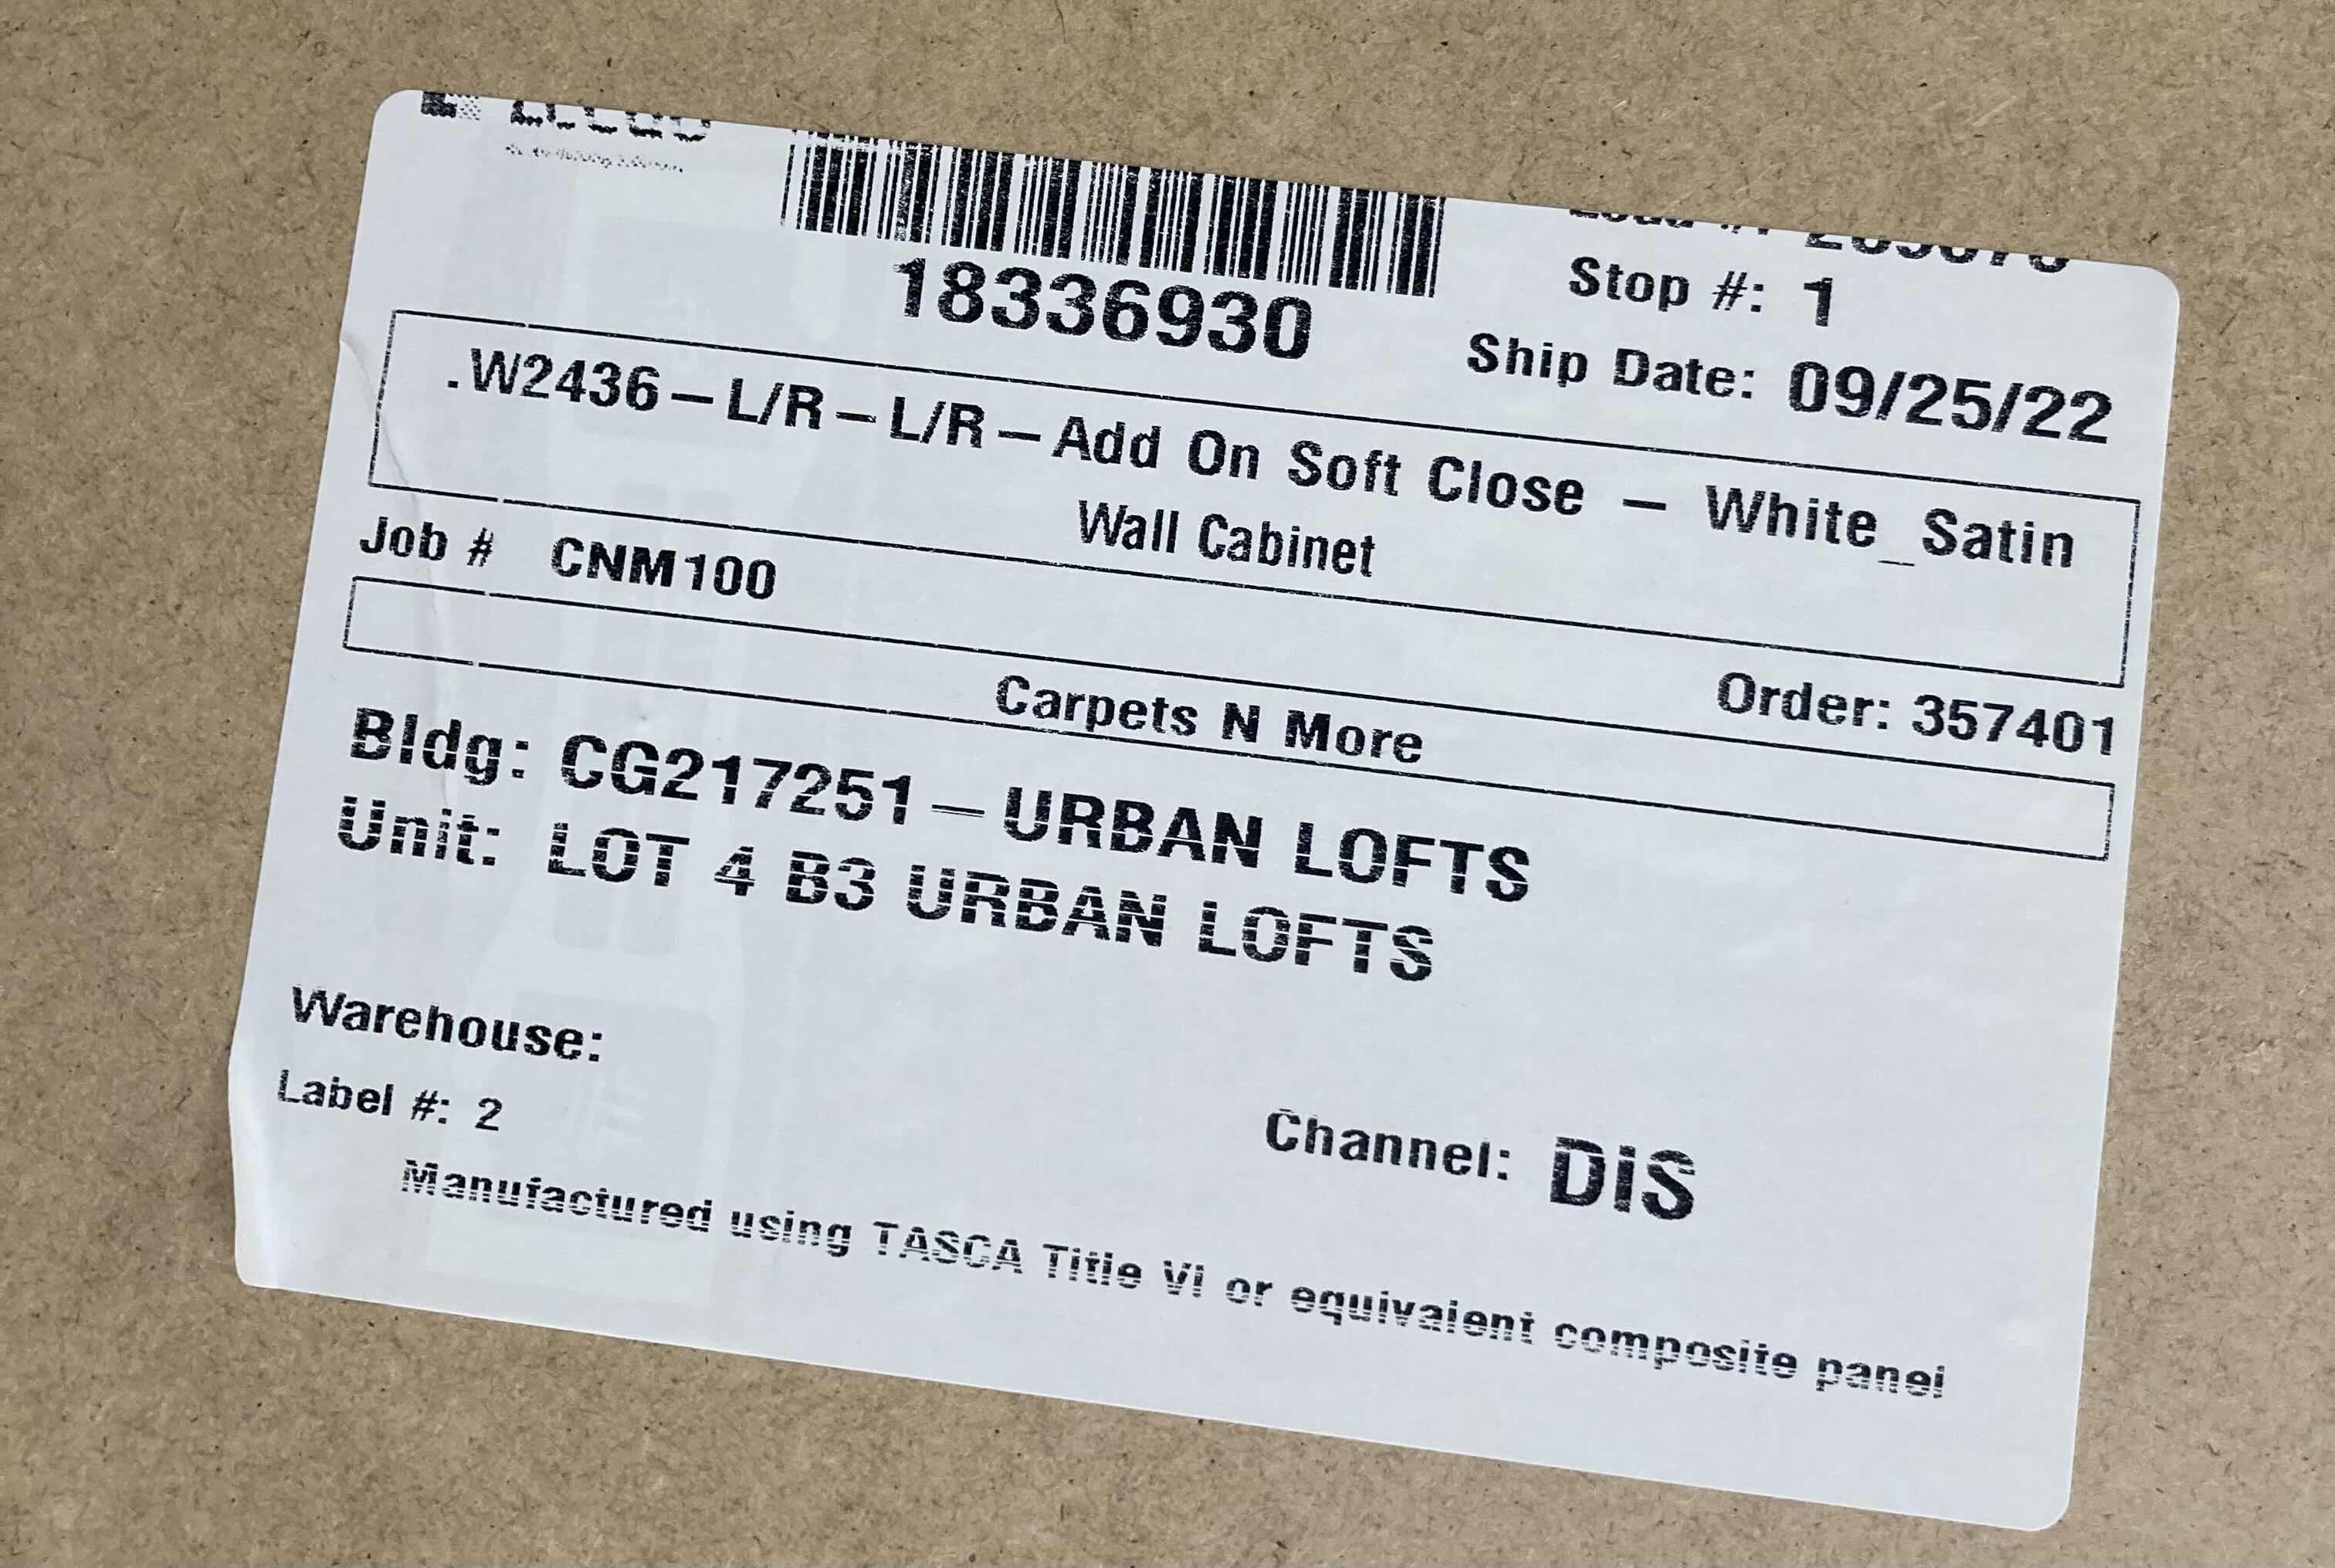 18336930
Stop #: 1
Ship Date: 09/25/22
.W2436-L/R-L/R-Add On Soft Close - White_Satin
Wall Cabinet
Job # CNM100
Order: 357401
Carpets N More
Bldg: CG217251-URBAN LOFTS
Unit: LOT 4 B3 URBAN LOFTS
Warehouse:
Label #: 2
Channel: DIS
Manufactured using TASCA Title VI or equivalent composite panel